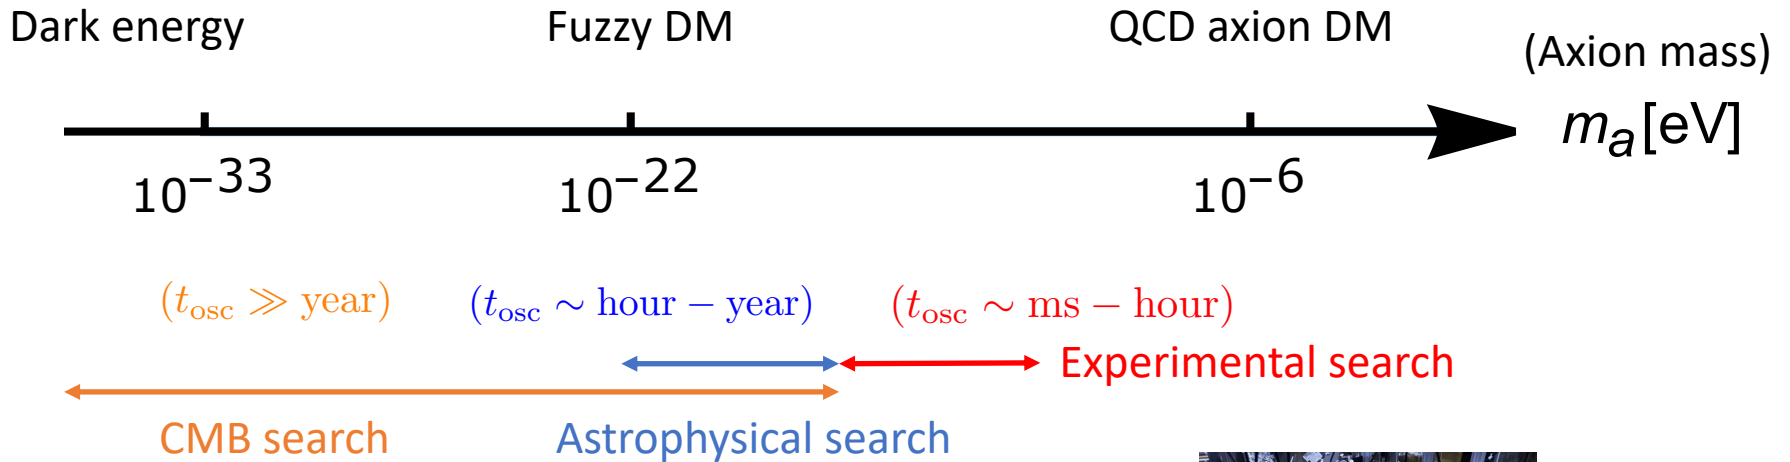 Dark energy Fuzzy DM QCD axion DM
(Axion mass)
mₐ[eV]
10⁻³³ 10⁻²² 10⁻⁶
(t_osc ≫ year) (t_osc ∼ hour − year) (t_osc ∼ ms − hour)
Experimental search
CMB search Astrophysical search